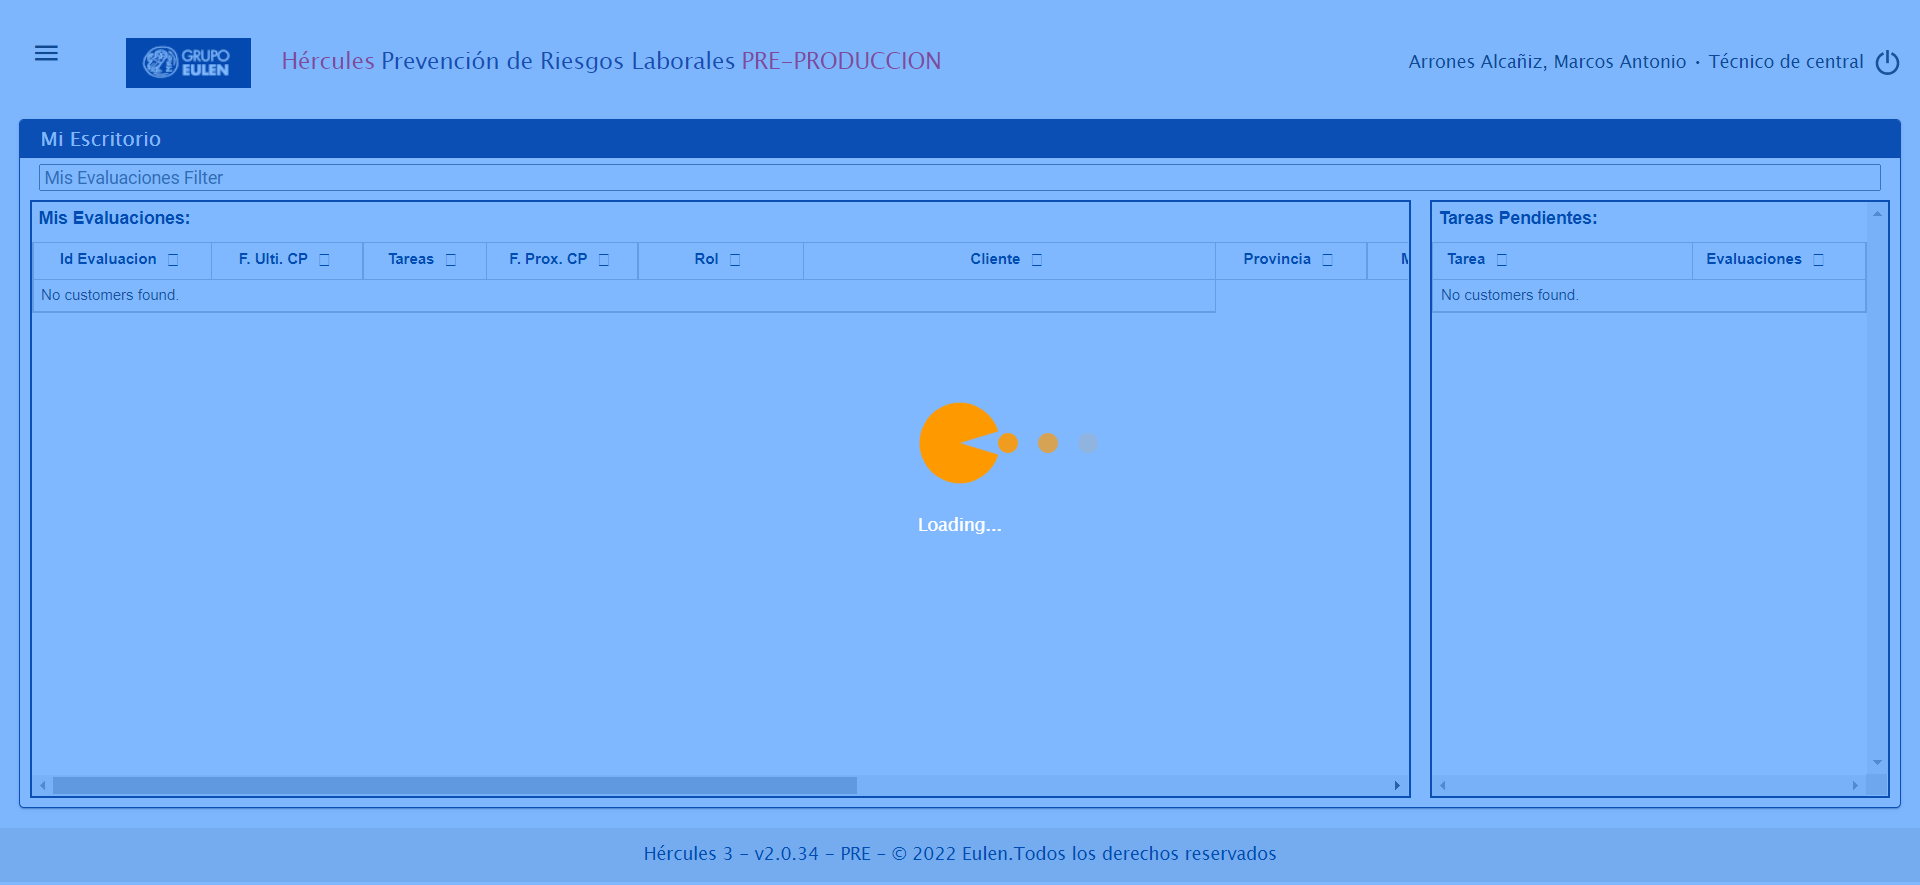 GRUPO
EULEN
Hércules Prevención de Riesgos Laborales PRE-PRODUCCION
Arrones Alcañiz, Marcos Antonio · Técnico de central
Mi Escritorio
Mis Evaluaciones Filter
Mis Evaluaciones:
Id Evaluacion F. Ulti. CP Tareas F. Prox. CP Rol Cliente Provincia
No customers found.
Tareas Pendientes:
Tarea Evaluaciones
No customers found.
Loading...
Hércules 3 - v2.0.34 - PRE - © 2022 Eulen.Todos los derechos reservados